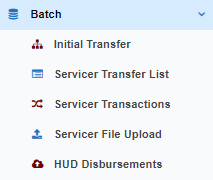 Batch
Initial Transfer
Servicer Transfer List
Servicer Transactions
Servicer File Upload
HUD Disbursements